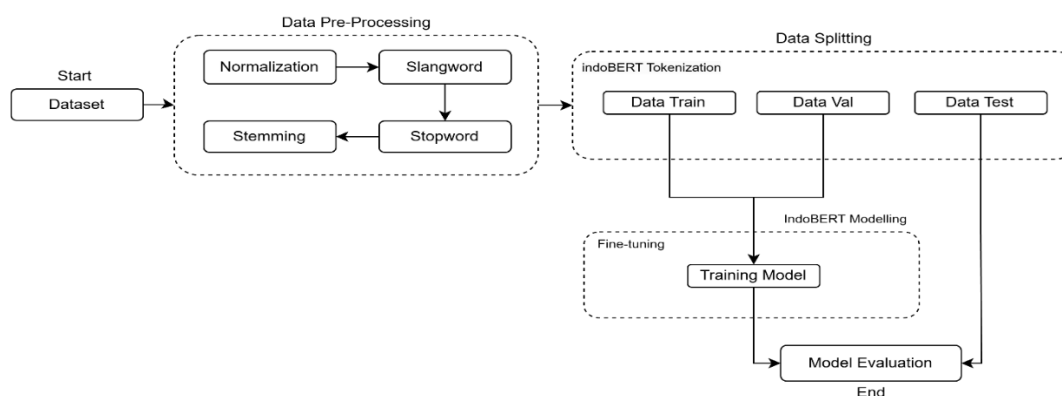 Data Pre-Processing
Data Splitting
Start
Dataset
Normalization
Slangword
Stemming
Stopword
indoBERT Tokenization
Data Train
Data Val
Data Test
IndoBERT Modelling
Fine-tuning
Training Model
Model Evaluation
End